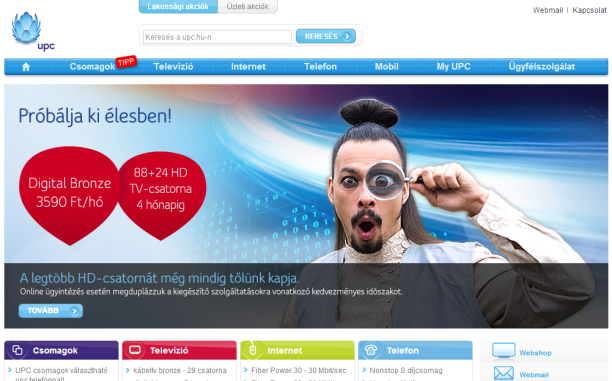 Lakossági akciók Üzleti akciók
Webmail | Kapcsolat
upc
Keresés a upc.hu-n KERESÉS
Csomagok TIPP Televízió Internet Telefon Mobil My UPC Ügyfélszolgálat
Próbálja ki élesben!
Digital Bronze
3590 Ft/hó
88+24 HD
TV-csatorna
4 hónapig
A legtöbb HD-csatornát még mindig tőlünk kapja.
Online ügyintézés esetén megduplázzuk a kiegészítő szolgáltatásokra vonatkozó kedvezményes időszakot.
TOVÁBB
Csomagok Televízió Internet Telefon
Webshop
UPC csomagok választható kábeltv bronze - 29 csatorna Fiber Power 30 - 30 Mbit/sec Nonstop S díjcsomag
Webmail
upc telefonnal!